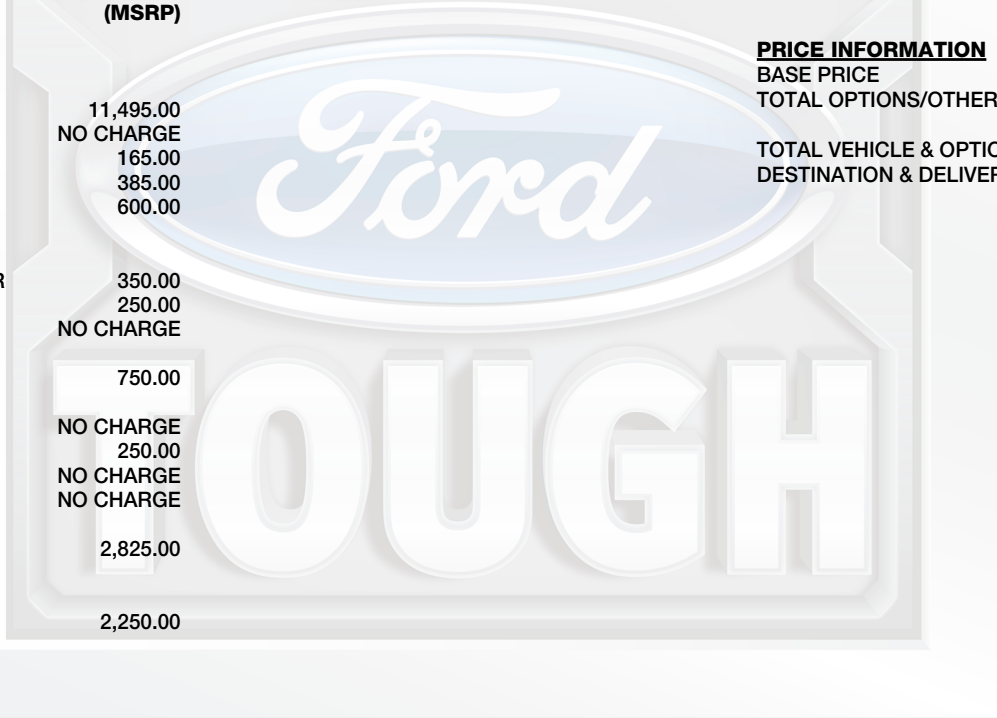 (MSRP)
11,495.00
NO CHARGE
165.00
385.00
600.00
R 350.00
250.00
NO CHARGE
750.00
NO CHARGE
250.00
NO CHARGE
NO CHARGE
2,825.00
2,250.00
PRICE INFORMATION
BASE PRICE
TOTAL OPTIONS/OTHER
TOTAL VEHICLE & OPTIO
DESTINATION & DELIVER
Ford
TOUGH